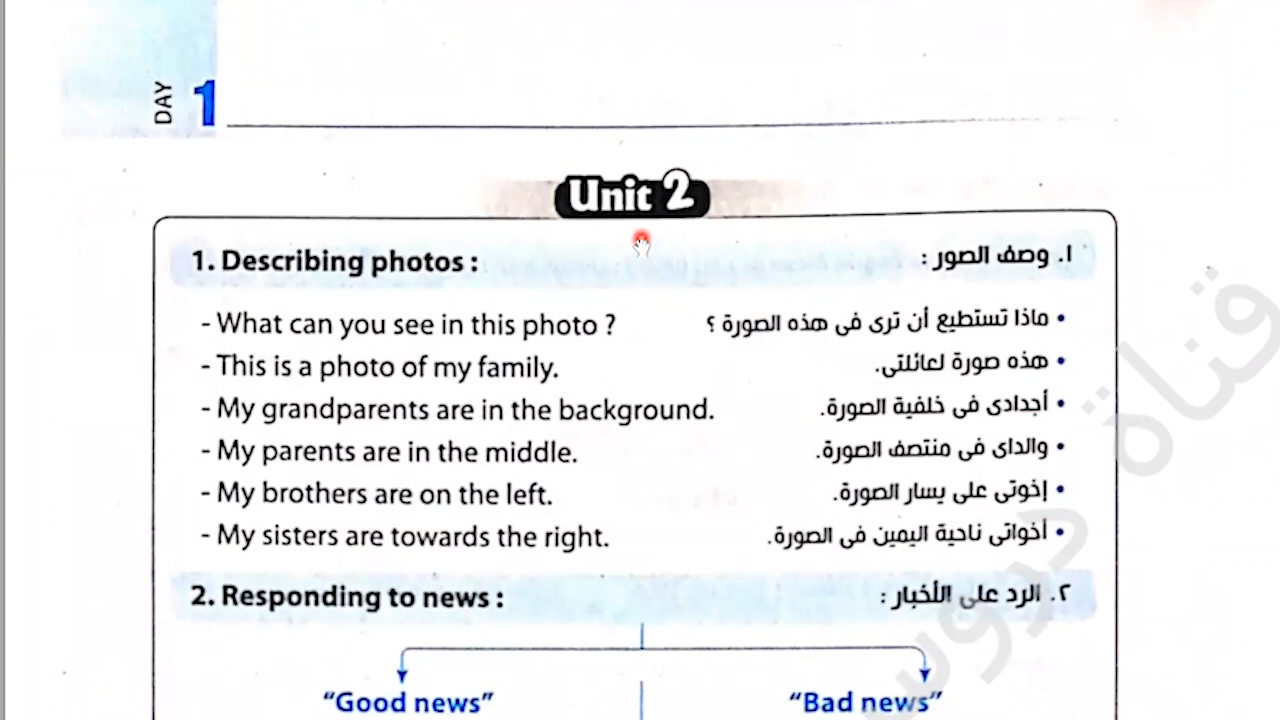 DAY 1
Unit 2
1. Describing photos : ١. وصف الصور :
- What can you see in this photo ? • ماذا تستطيع أن ترى فى هذه الصورة ؟
- This is a photo of my family. • هذه صورة لعائلتى.
- My grandparents are in the background. • أجدادى فى خلفية الصورة.
- My parents are in the middle. • والداى فى منتصف الصورة.
- My brothers are on the left. • إخوتى على يسار الصورة.
- My sisters are towards the right. • أخواتى ناحية اليمين فى الصورة.
2. Responding to news : ٢. الرد على الأخبار :
“Good news” “Bad news”
قناة دروس